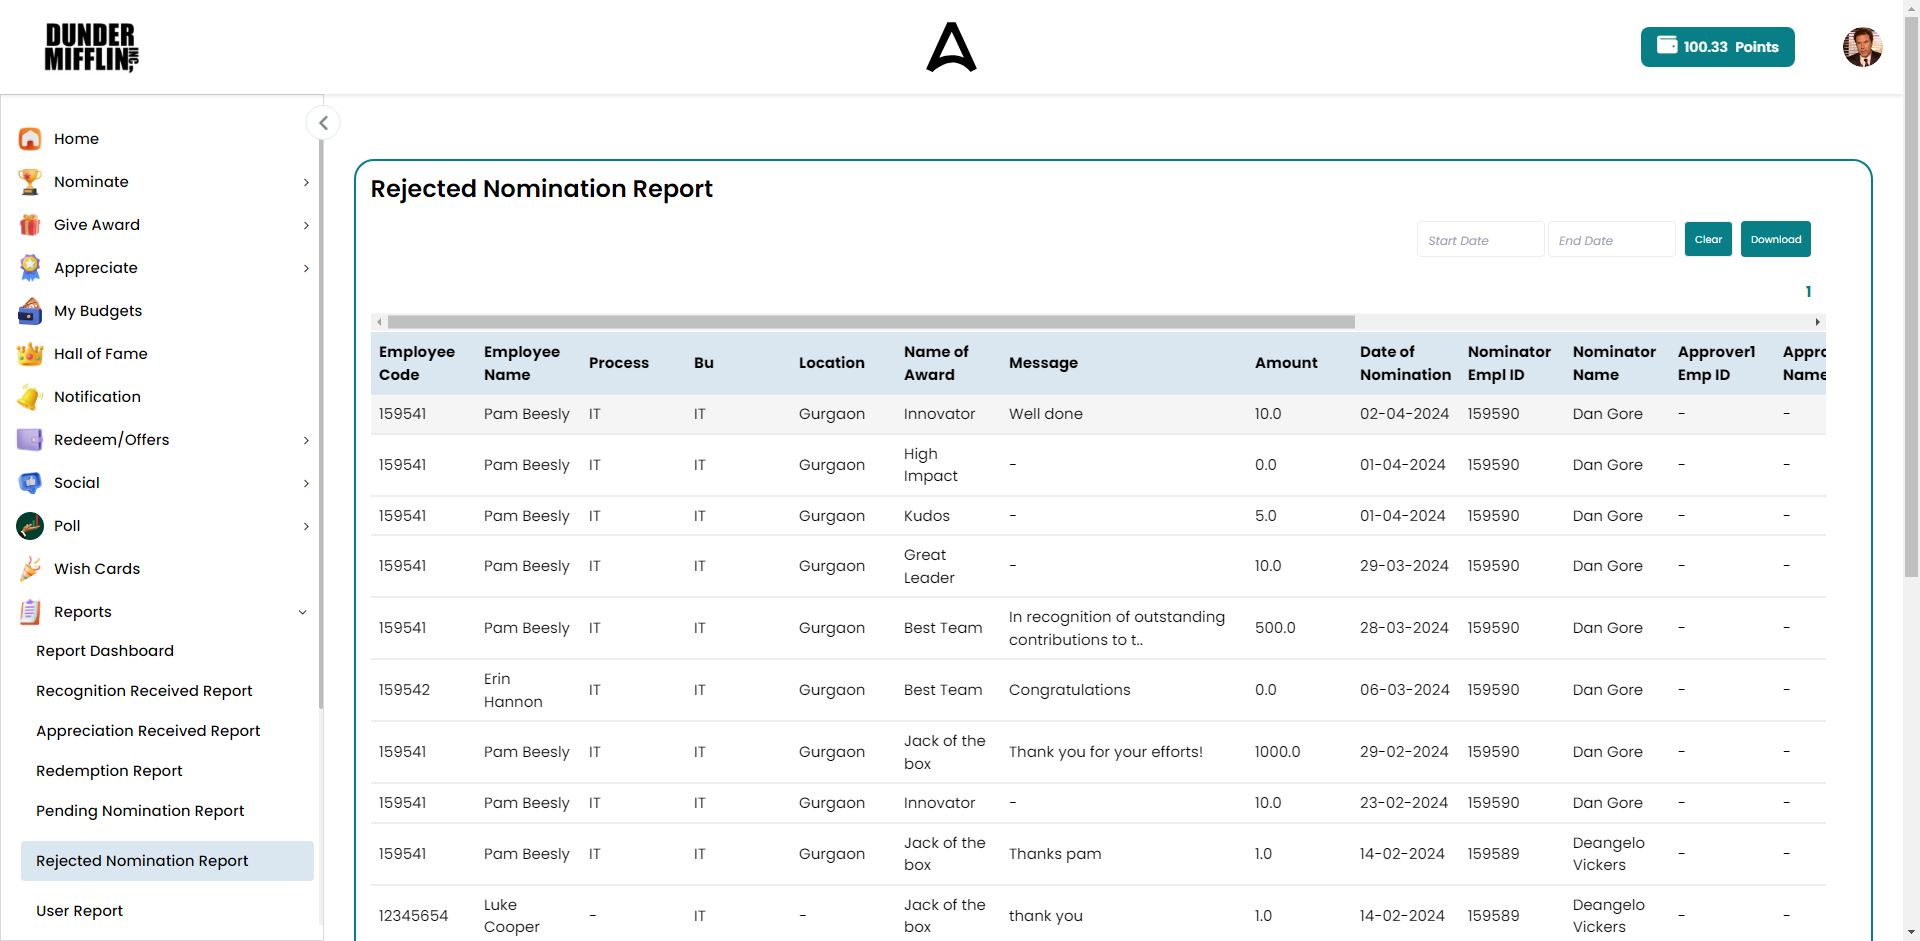 DUNDER
MIFFLIN, INC
100.33 Points
Home
Nominate
Give Award
Appreciate
My Budgets
Hall of Fame
Notification
Redeem/Offers
Social
Poll
Wish Cards
Reports
Report Dashboard
Recognition Received Report
Appreciation Received Report
Redemption Report
Pending Nomination Report
Rejected Nomination Report
User Report
Rejected Nomination Report
Start Date End Date Clear Download
1
Employee Code Employee Name Process Bu Location Name of Award Message Amount Date of Nomination Nominator Empl ID Nominator Name Approver1 Emp ID Appro Name
159541 Pam Beesly IT IT Gurgaon Innovator Well done 10.0 02-04-2024 159590 Dan Gore - -
159541 Pam Beesly IT IT Gurgaon High Impact - 0.0 01-04-2024 159590 Dan Gore - -
159541 Pam Beesly IT IT Gurgaon Kudos - 5.0 01-04-2024 159590 Dan Gore - -
159541 Pam Beesly IT IT Gurgaon Great Leader - 10.0 29-03-2024 159590 Dan Gore - -
159541 Pam Beesly IT IT Gurgaon Best Team In recognition of outstanding contributions to t.. 500.0 28-03-2024 159590 Dan Gore - -
159542 Erin Hannon IT IT Gurgaon Best Team Congratulations 0.0 06-03-2024 159590 Dan Gore - -
159541 Pam Beesly IT IT Gurgaon Jack of the box Thank you for your efforts! 1000.0 29-02-2024 159590 Dan Gore - -
159541 Pam Beesly IT IT Gurgaon Innovator - 10.0 23-02-2024 159590 Dan Gore - -
159541 Pam Beesly IT IT Gurgaon Jack of the box Thanks pam 1.0 14-02-2024 159589 Deangelo Vickers - -
12345654 Luke Cooper - IT - Jack of the box thank you 1.0 14-02-2024 159589 Deangelo Vickers - -